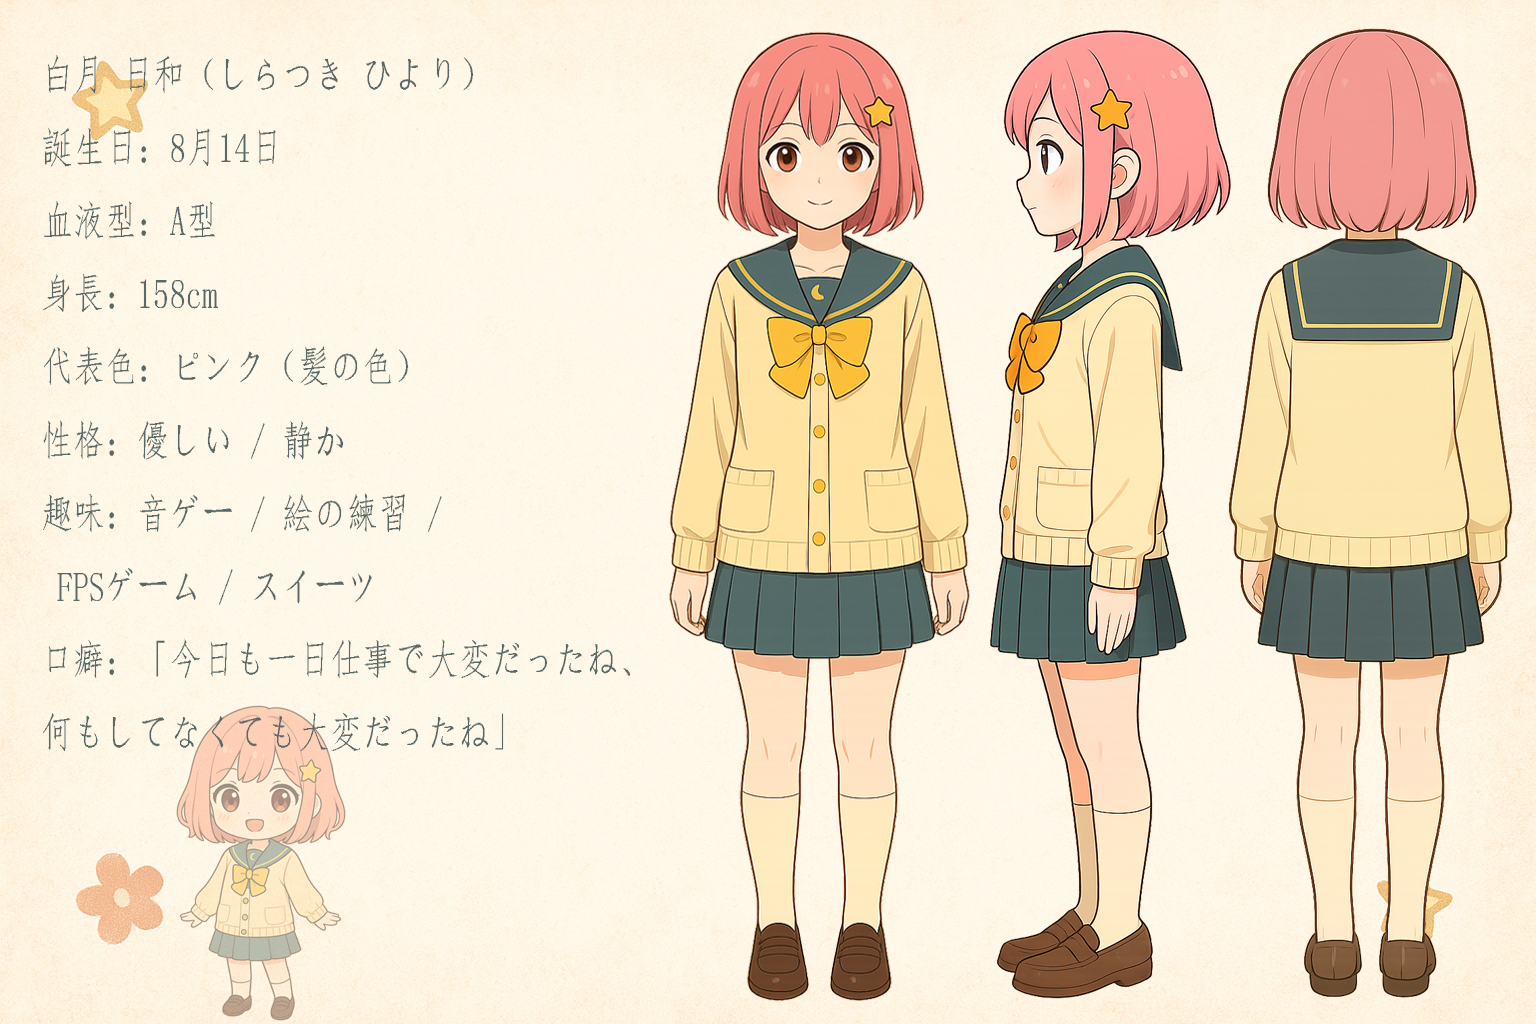 白月 日和（しらつき ひより）
誕生日: 8月14日
血液型: A型
身長: 158cm
代表色: ピンク（髪の色）
性格: 優しい / 静か
趣味: 音ゲー / 絵の練習 /
FPSゲーム / スイーツ
口癖: 「今日も一日仕事で大変だったね、
何もしてなくても大変だったね」